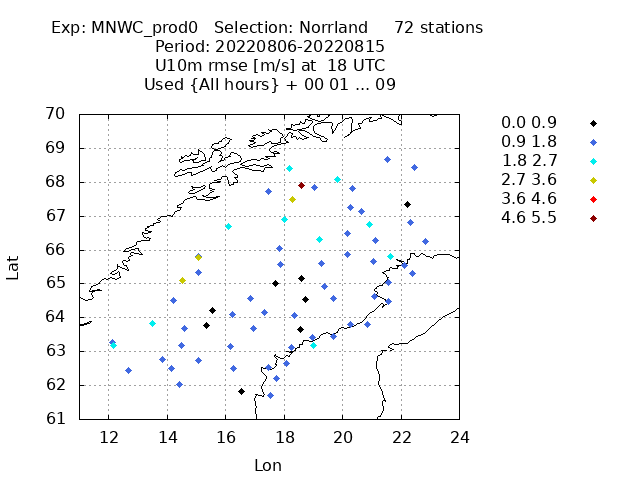 Exp: MNWC_prod0 Selection: Norrland 72 stations
Period: 20220806-20220815
U10m rmse [m/s] at 18 UTC
Used {All hours} + 00 01 ... 09
70
69
68
67
66
65
64
63
62
61
Lat
12 14 16 18 20 22 24
Lon
0.0 0.9
0.9 1.8
1.8 2.7
2.7 3.6
3.6 4.6
4.6 5.5